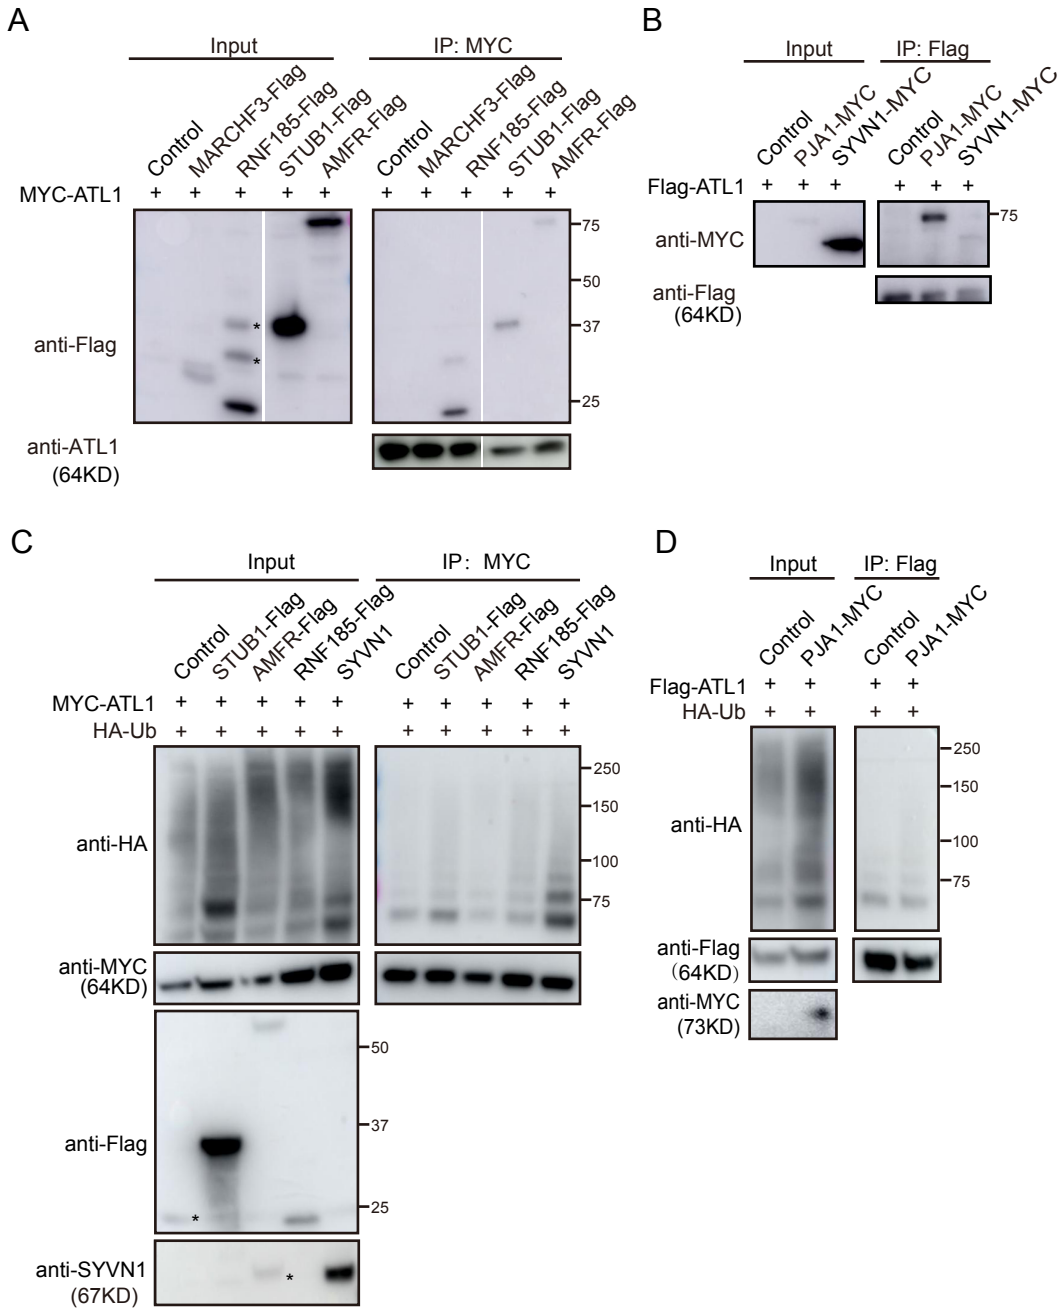 A
Input
IP: MYC
Control
MARCHF3-Flag
RNF185-Flag
STUB1-Flag
AMFR-Flag
Control
MARCHF3-Flag
RNF185-Flag
STUB1-Flag
AMFR-Flag
MYC-ATL1 + + + + + + + + + +
75
50
37
25
anti-Flag
*
*
anti-ATL1
(64KD)
B
Input
IP: Flag
Control
PJA1-MYC
SYVN1-MYC
Control
PJA1-MYC
SYVN1-MYC
Flag-ATL1 + + + + + +
75
anti-MYC
anti-Flag
(64KD)
C
Input
IP: MYC
Control
STUB1-Flag
AMFR-Flag
RNF185-Flag
SYVN1
Control
STUB1-Flag
AMFR-Flag
RNF185-Flag
SYVN1
MYC-ATL1 + + + + + + + + + +
HA-Ub + + + + + + + + + +
250
150
100
75
anti-HA
anti-MYC
(64KD)
50
37
25
anti-Flag
*
anti-SYVN1
(67KD)
*
D
Input
IP: Flag
Control
PJA1-MYC
Control
PJA1-MYC
Flag-ATL1 + + + +
HA-Ub + + + +
250
150
100
75
anti-HA
anti-Flag
(64KD)
anti-MYC
(73KD)